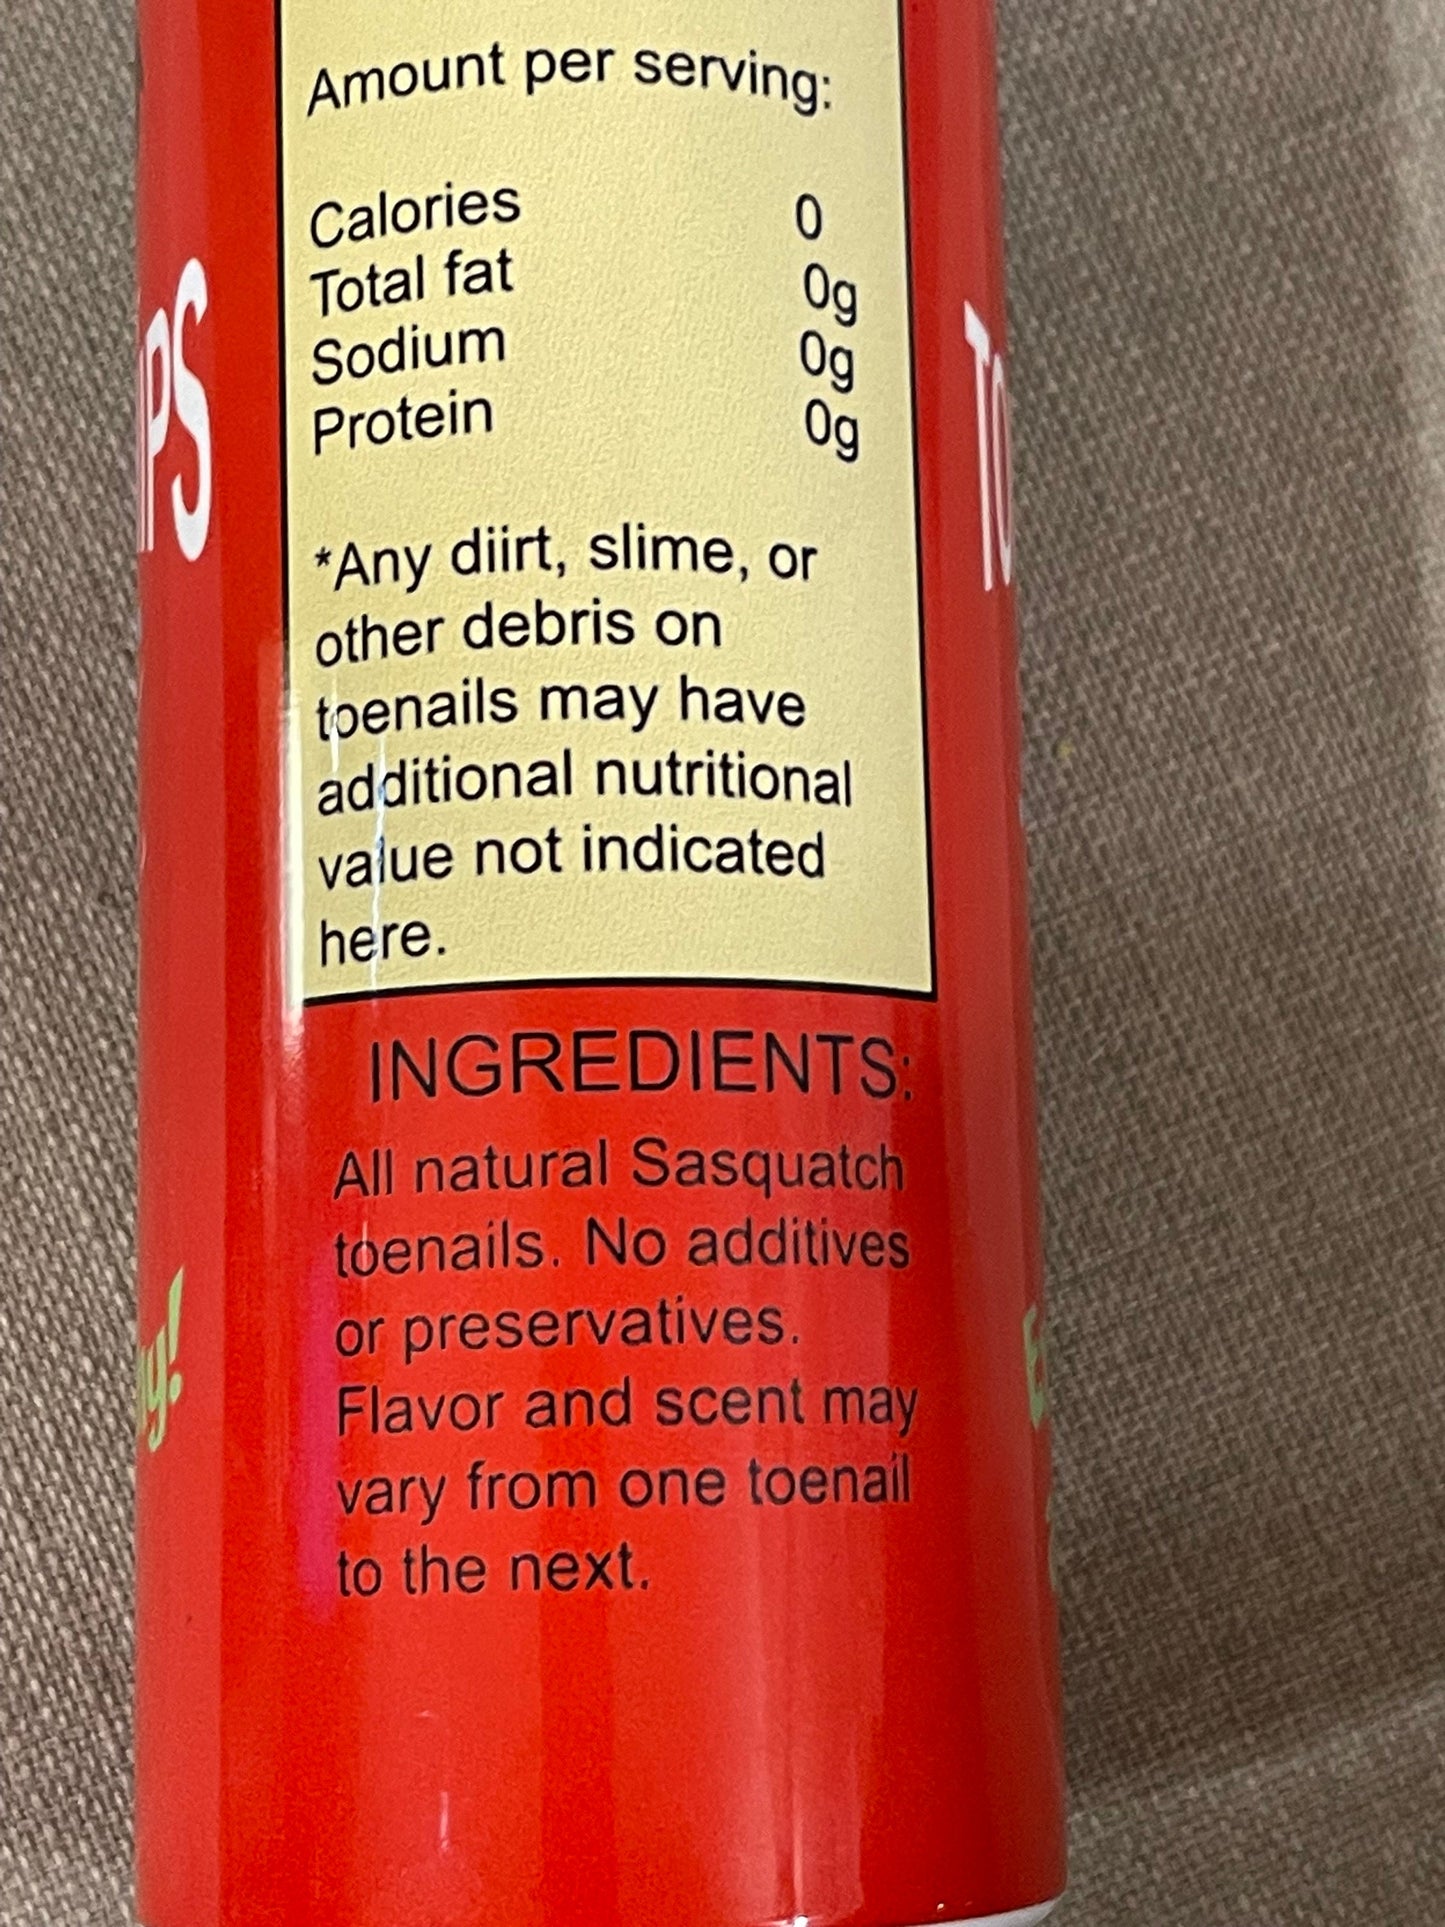 Amount per serving:
Calories 0
Total fat 0g
Sodium 0g
Protein 0g
*Any diirt, slime, or
other debris on
toenails may have
additional nutritional
value not indicated
here.
INGREDIENTS:
All natural Sasquatch
toenails. No additives
or preservatives.
Flavor and scent may
vary from one toenail
to the next.